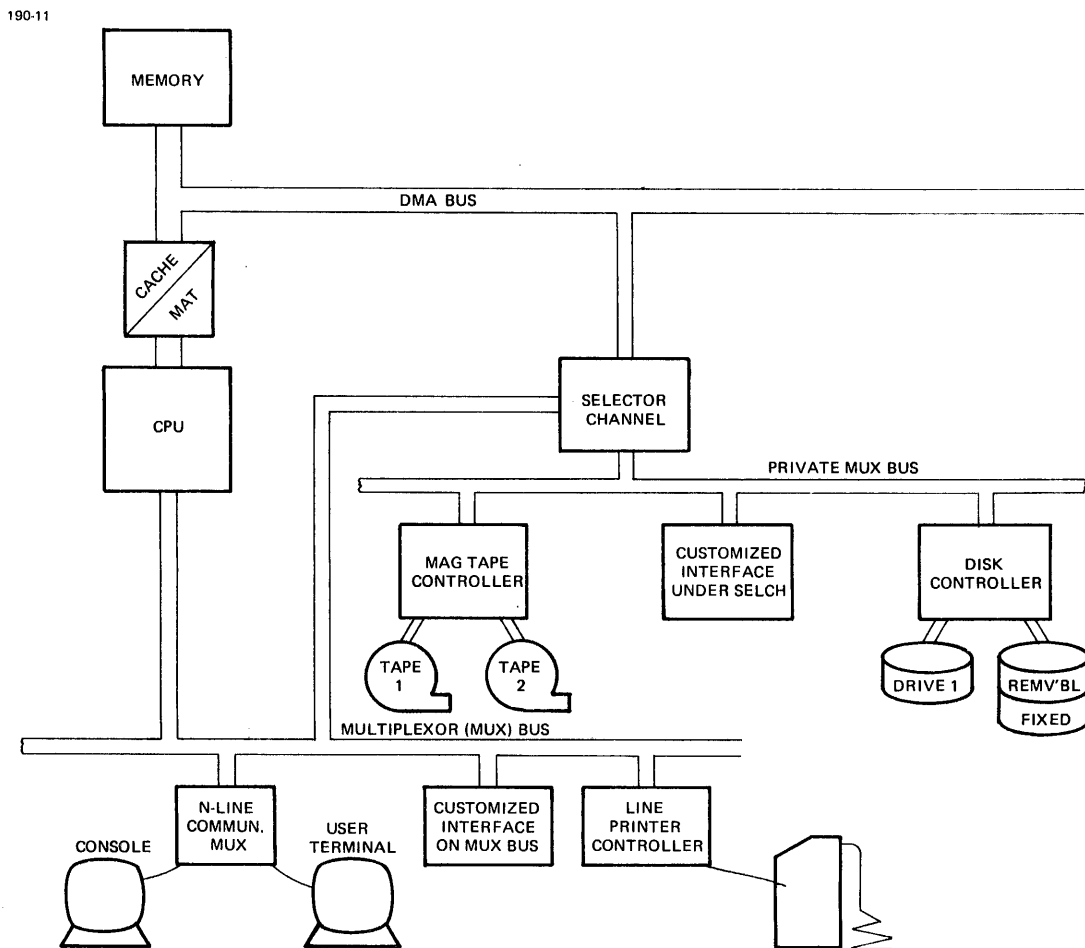 190-11
MEMORY
DMA BUS
CACHE
MAT
CPU
SELECTOR
CHANNEL
PRIVATE MUX BUS
MAG TAPE
CONTROLLER
CUSTOMIZED
INTERFACE
UNDER SELCH
DISK
CONTROLLER
TAPE
1
TAPE
2
DRIVE 1
REMV'BL
FIXED
MULTIPLEXOR (MUX) BUS
N-LINE
COMMUN.
MUX
CUSTOMIZED
INTERFACE
ON MUX BUS
LINE
PRINTER
CONTROLLER
CONSOLE
USER
TERMINAL